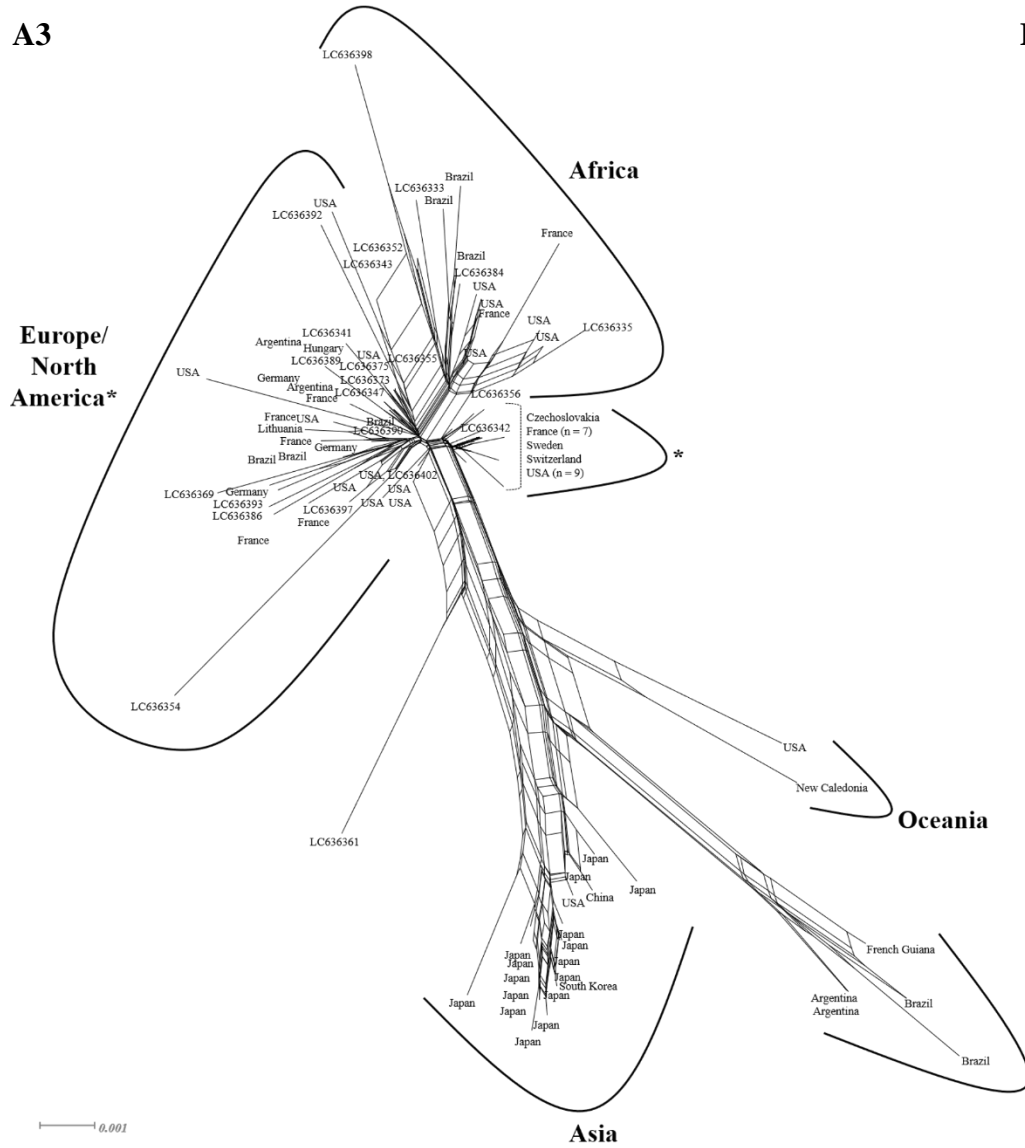 A3
LC636398
Africa
LC636333
Brazil
Brazil
USA
LC636392
France
LC636352
LC636343
Brazil
LC636384
USA
USA
France
USA
USA
LC636335
Europe/
North
America*
LC636341
Argentina
Hungary
LC636389
USA
LC636355
LC636375
USA
USA
Germany
LC636373
Argentina
LC636347
France
LC636356
France
USA
Brazil
Lithuania
LC636390
LC636342
Czechoslovakia
France (n = 7)
Sweden
Switzerland
USA (n = 9)
*
France
Germany
Brazil
Brazil
USA
LC636402
LC636369
Germany
USA
USA
LC636393
LC636386
LC636397
USA
USA
France
France
LC636354
USA
New Caledonia
Oceania
LC636361
Japan
Japan
China
Japan
USA
Japan
Japan
Japan
Japan
Japan
Japan
Japan
South Korea
Japan
Japan
Japan
Japan
Japan
Japan
French Guiana
Argentina
Argentina
Brazil
Brazil
Asia
0.001